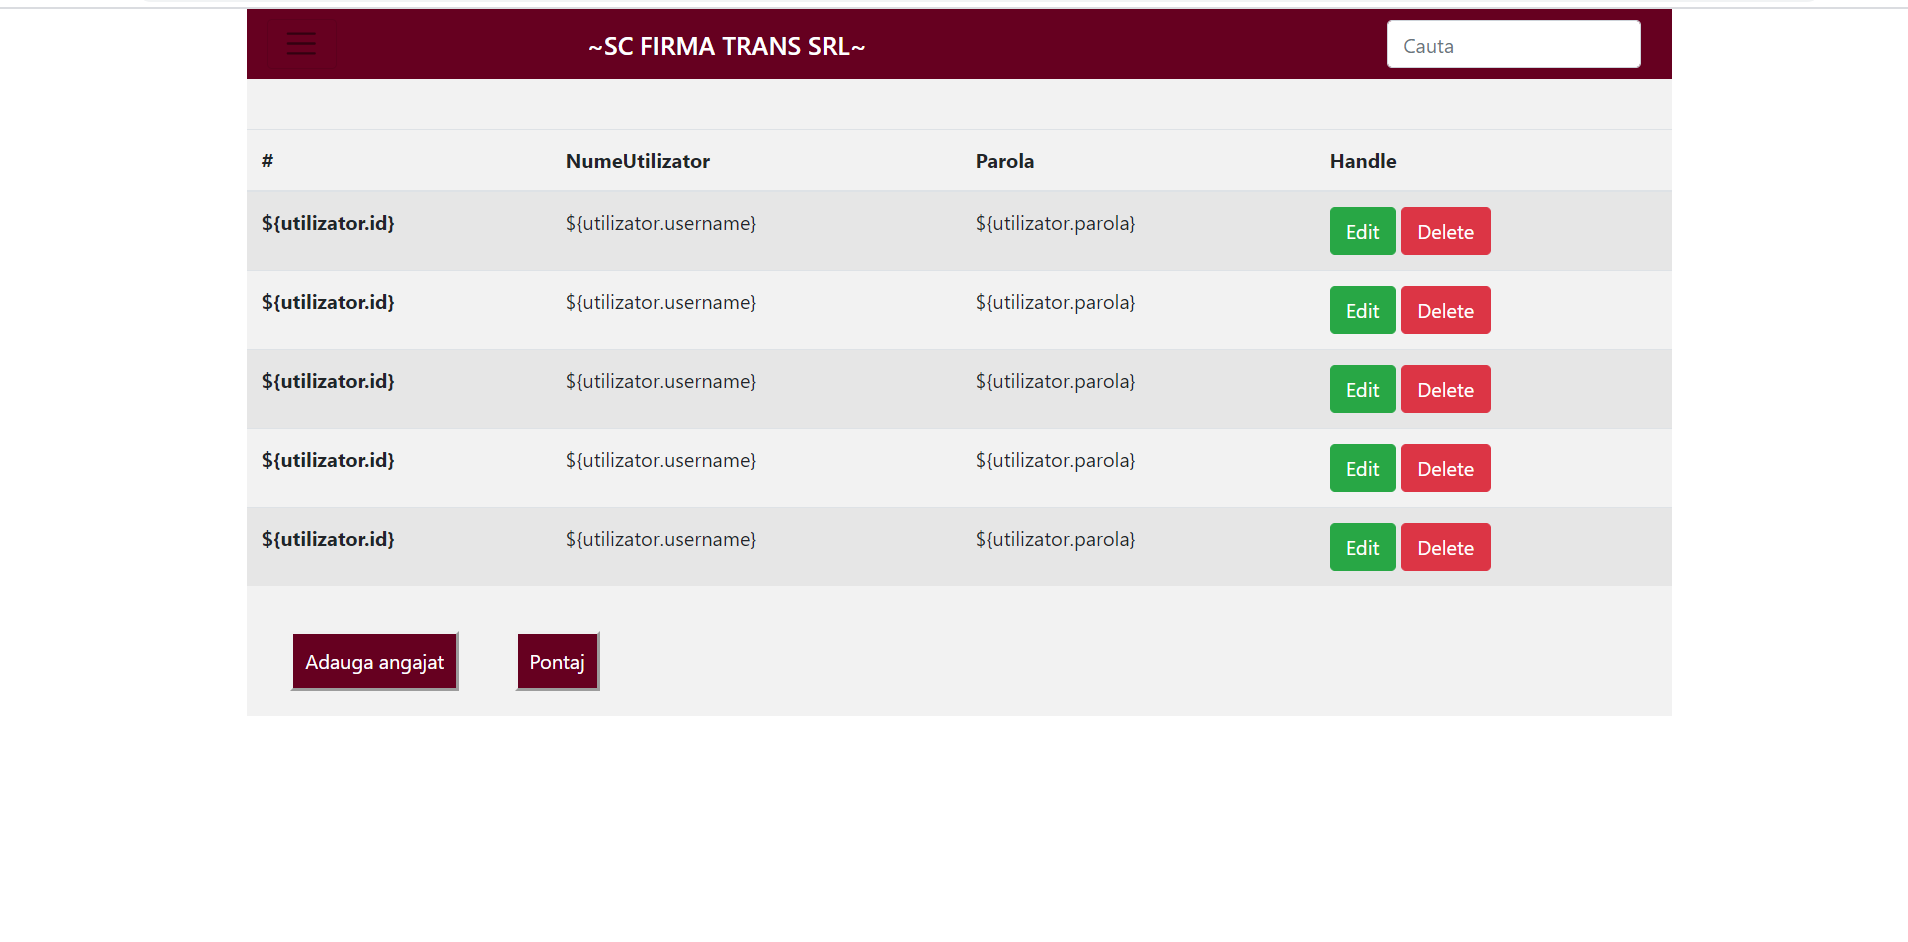 ~SC FIRMA TRANS SRL~ Cauta
# NumeUtilizator Parola Handle
${utilizator.id} ${utilizator.username} ${utilizator.parola} Edit Delete
${utilizator.id} ${utilizator.username} ${utilizator.parola} Edit Delete
${utilizator.id} ${utilizator.username} ${utilizator.parola} Edit Delete
${utilizator.id} ${utilizator.username} ${utilizator.parola} Edit Delete
${utilizator.id} ${utilizator.username} ${utilizator.parola} Edit Delete
Adauga angajat Pontaj